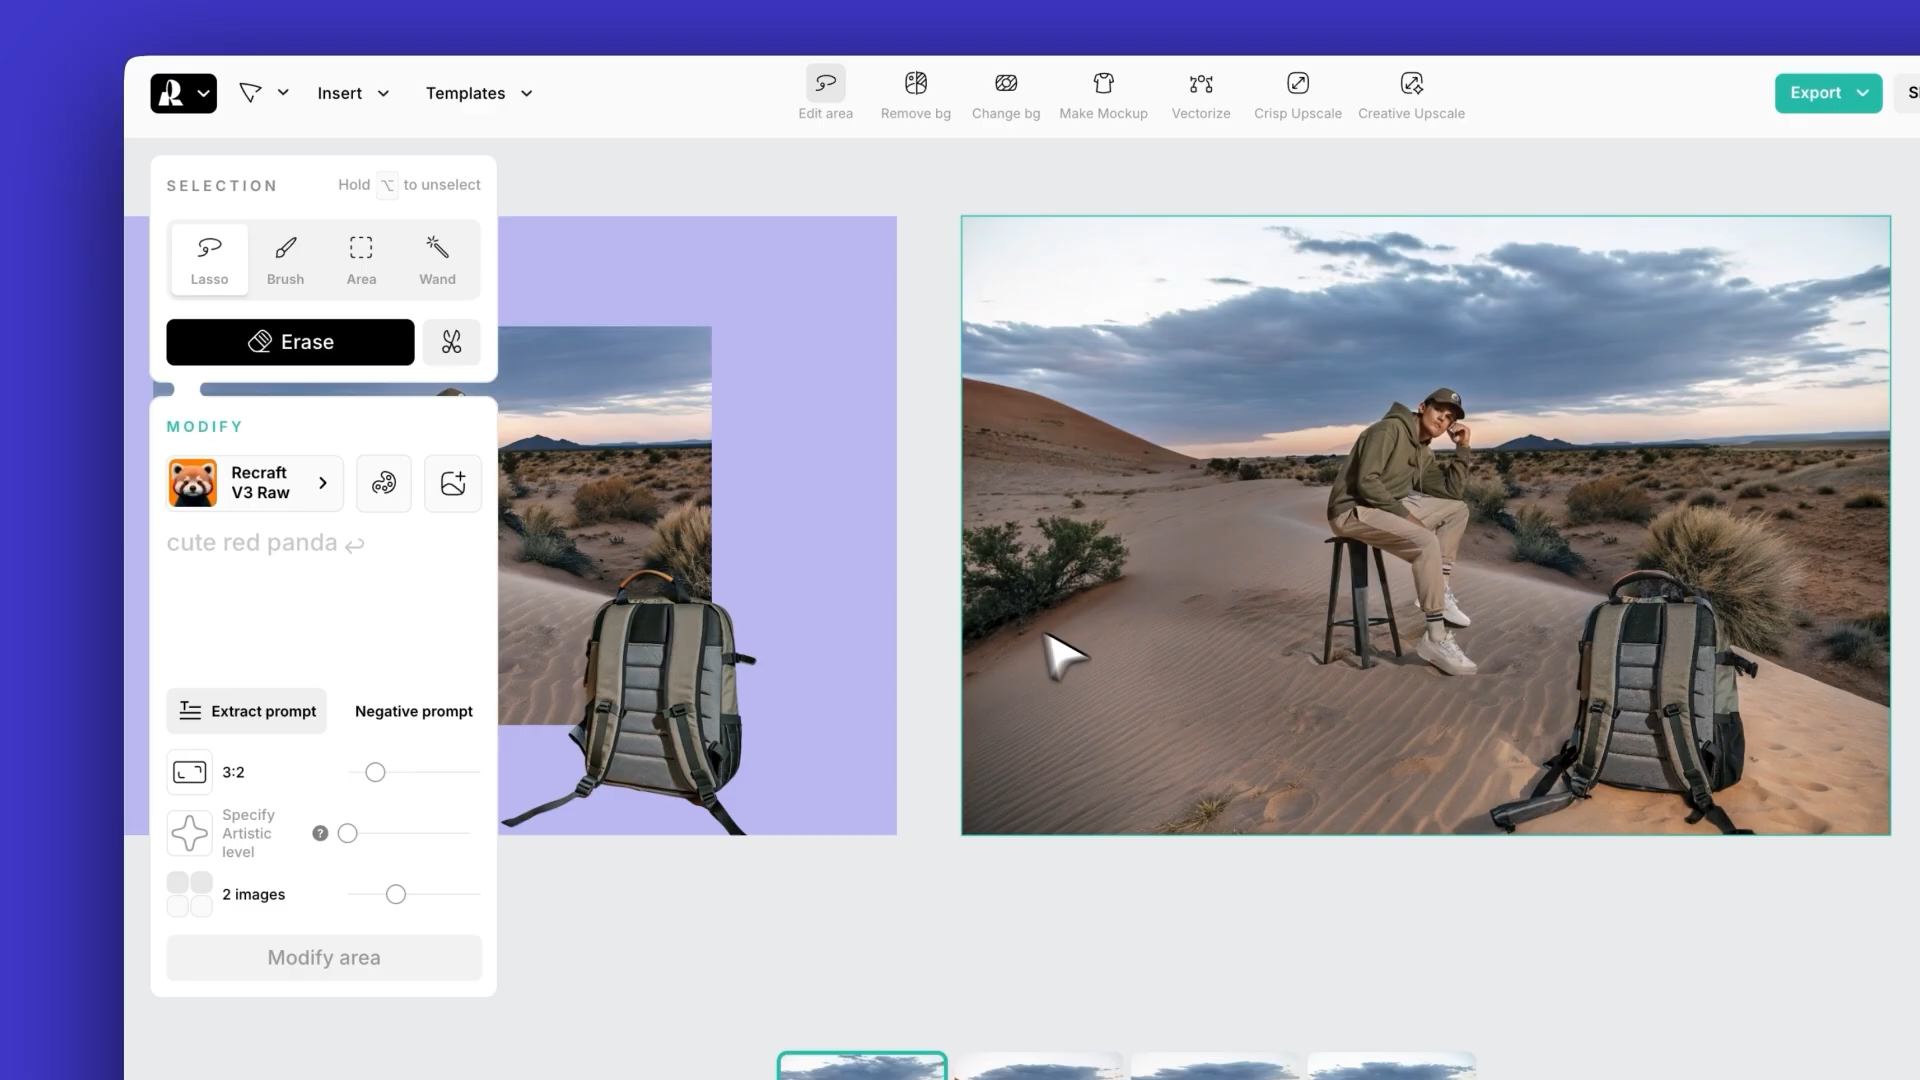 Insert
Templates
Edit area
Remove bg
Change bg
Make Mockup
Vectorize
Crisp Upscale
Creative Upscale
Export
SELECTION
Hold ⌥ to unselect
Lasso
Brush
Area
Wand
Erase
MODIFY
Recraft
V3 Raw
cute red panda
Extract prompt
Negative prompt
3:2
Specify
Artistic
level
?
2 images
Modify area